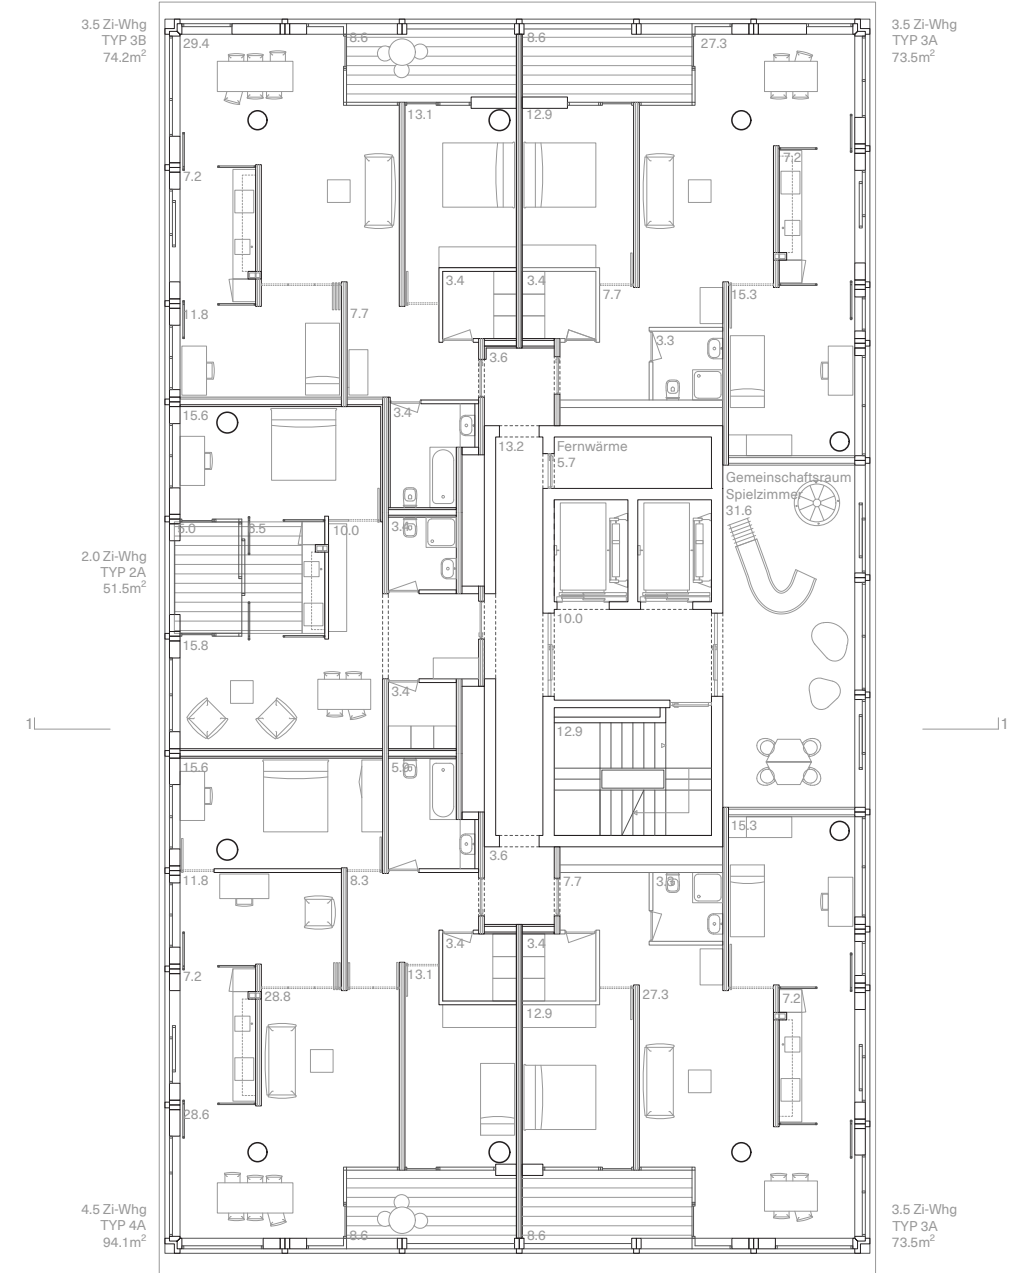 3.5 Zi-Whg
TYP 3B
74.2m²
3.5 Zi-Whg
TYP 3A
73.5m²
29.4
8.6
8.6
27.3
13.1
12.9
7.2
7.2
3.4
3.4
11.8
7.7
7.7
15.3
3.6
3.3
15.6
3.4
13.2
Fernwärme
5.7
Gemeinschaftsraum
Spielzimmer
31.6
5.0
6.5
10.0
3.4
2.0 Zi-Whg
TYP 2A
51.5m²
10.0
15.8
3.4
1
1
12.9
15.6
5.9
15.3
3.6
11.8
8.3
7.7
3.3
3.4
3.4
7.2
13.1
28.8
27.3
7.2
12.9
28.6
4.5 Zi-Whg
TYP 4A
94.1m²
8.6
8.6
3.5 Zi-Whg
TYP 3A
73.5m²